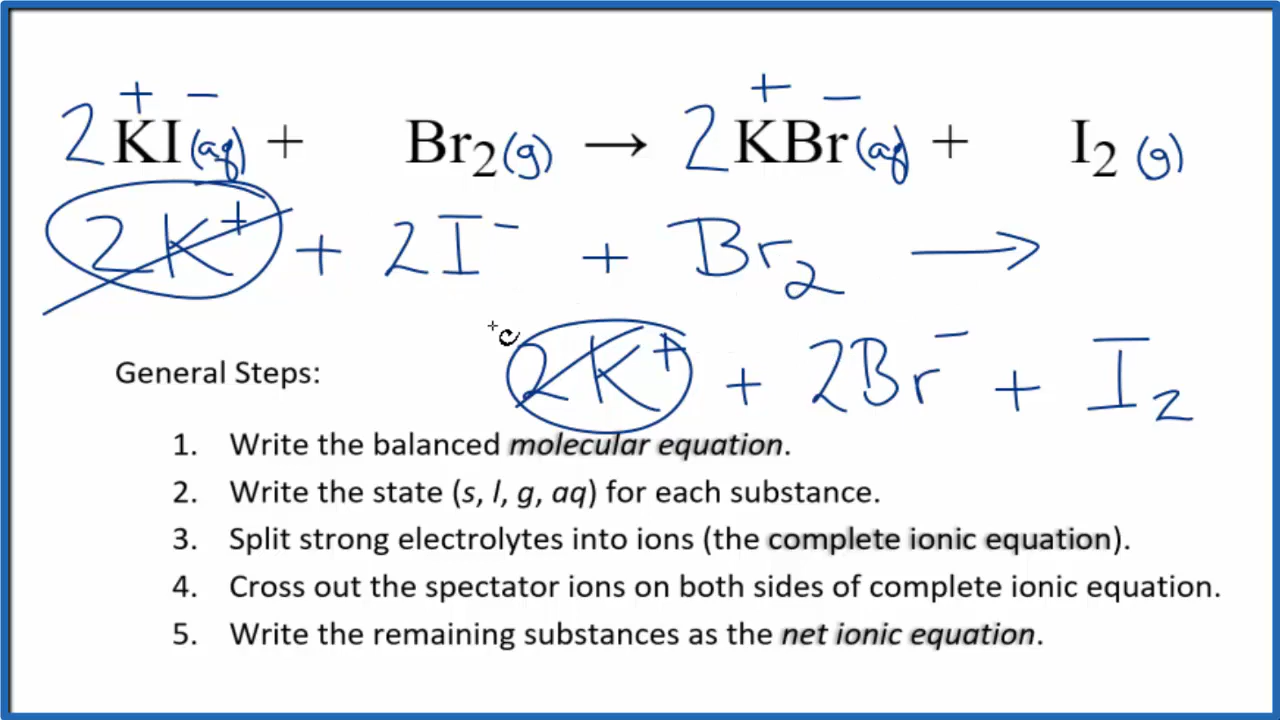 2KI(aq) + Br₂(g) → 2KBr(aq) + I₂(g)
+ − + −
2K⁺ + 2I⁻ + Br₂ →
2K⁺ + 2Br⁻ + I₂
General Steps:
1. Write the balanced molecular equation.
2. Write the state (s, l, g, aq) for each substance.
3. Split strong electrolytes into ions (the complete ionic equation).
4. Cross out the spectator ions on both sides of complete ionic equation.
5. Write the remaining substances as the net ionic equation.